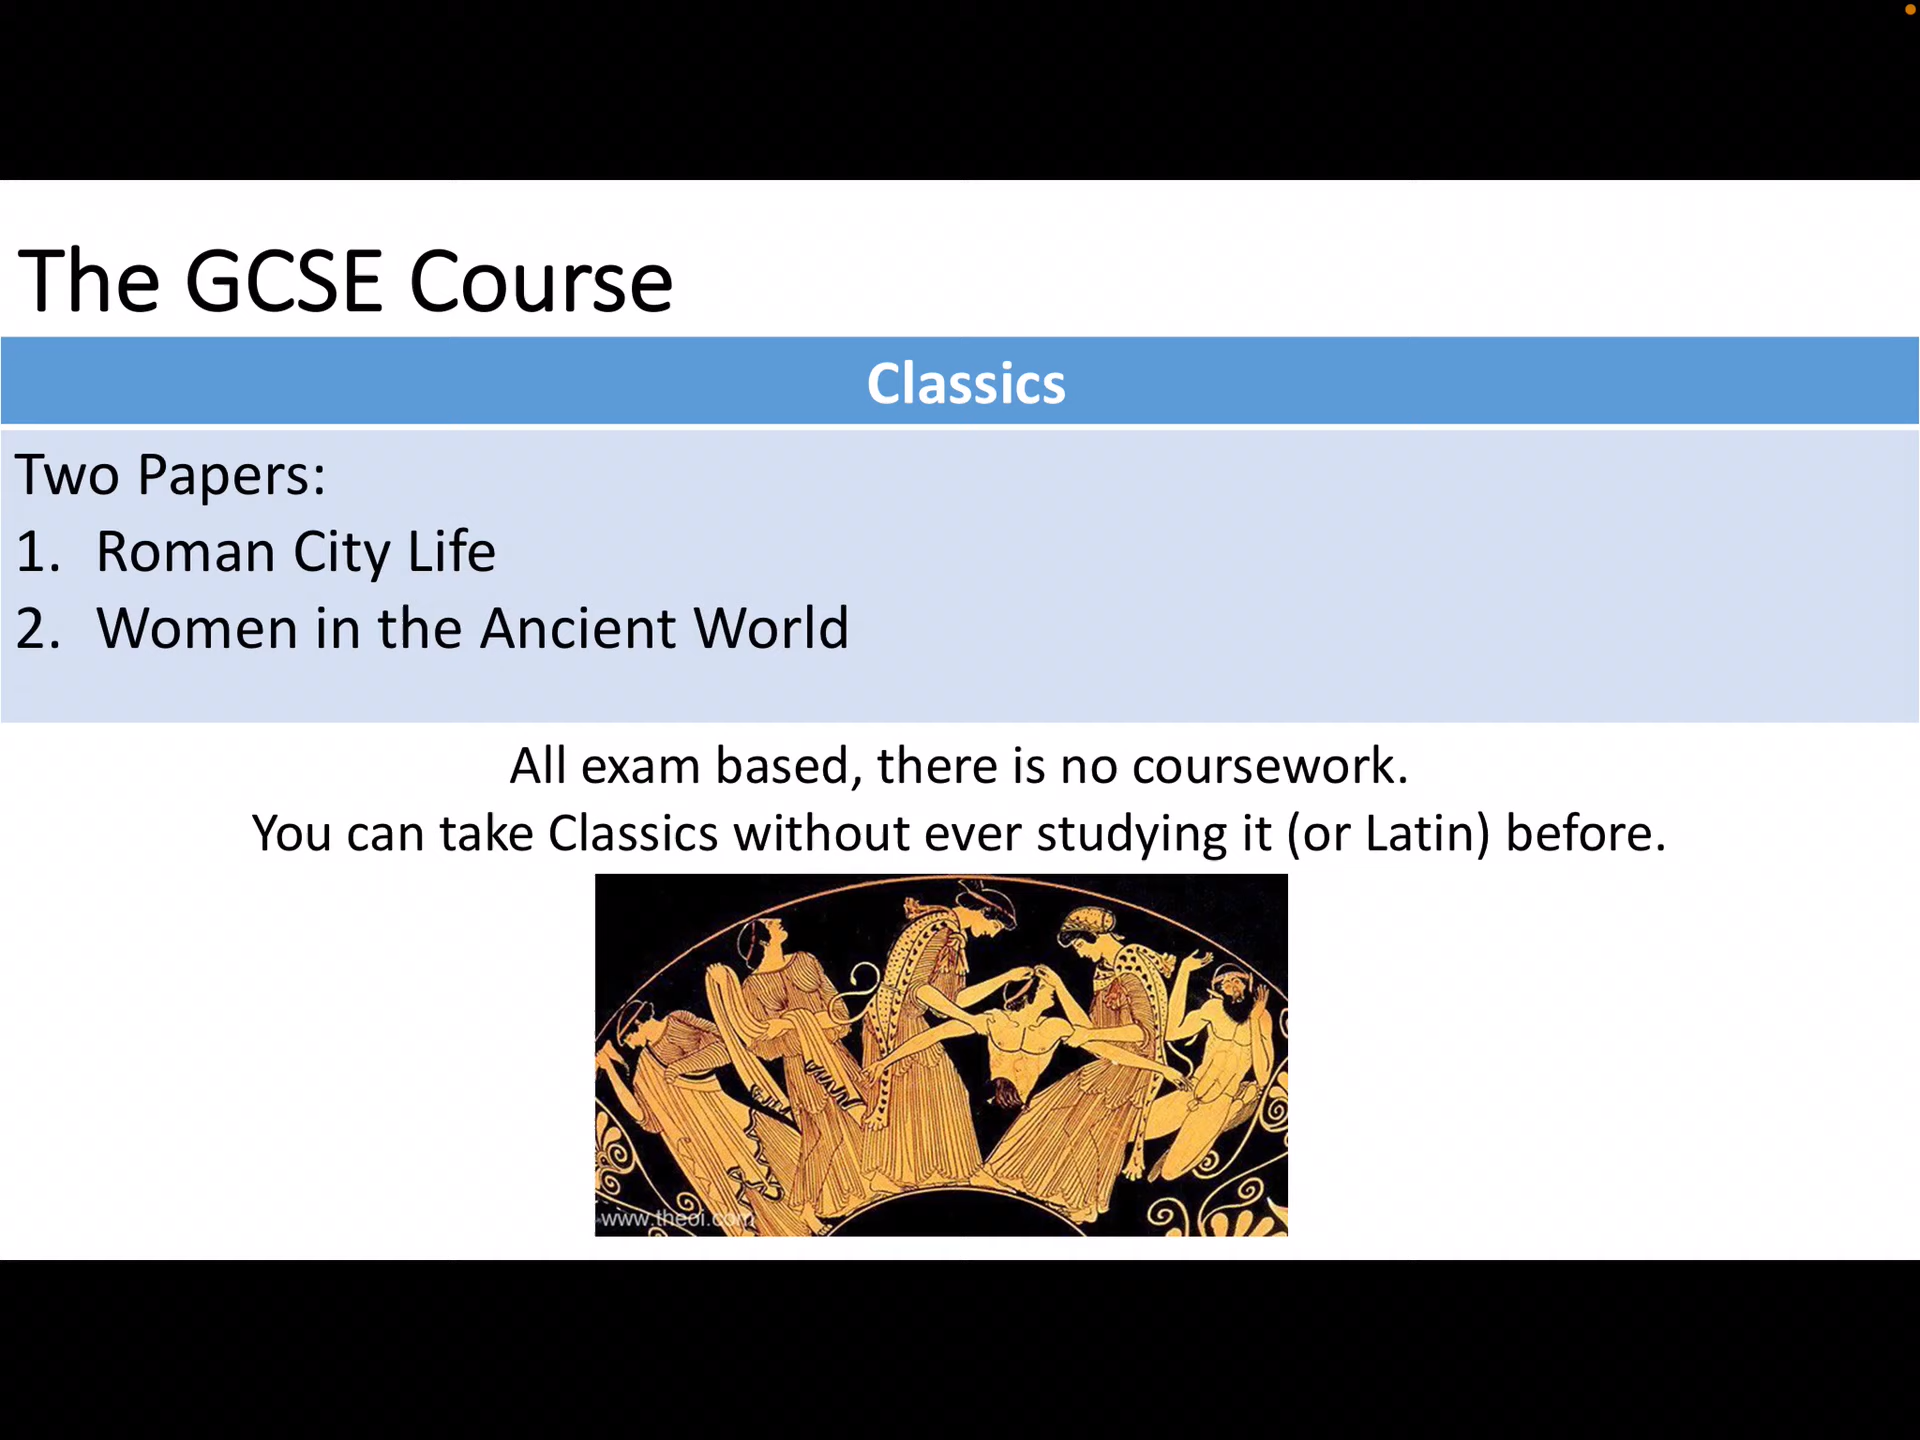 The GCSE Course
Classics
Two Papers:
1. Roman City Life
2. Women in the Ancient World
All exam based, there is no coursework.
You can take Classics without ever studying it (or Latin) before.
www.theoi.com